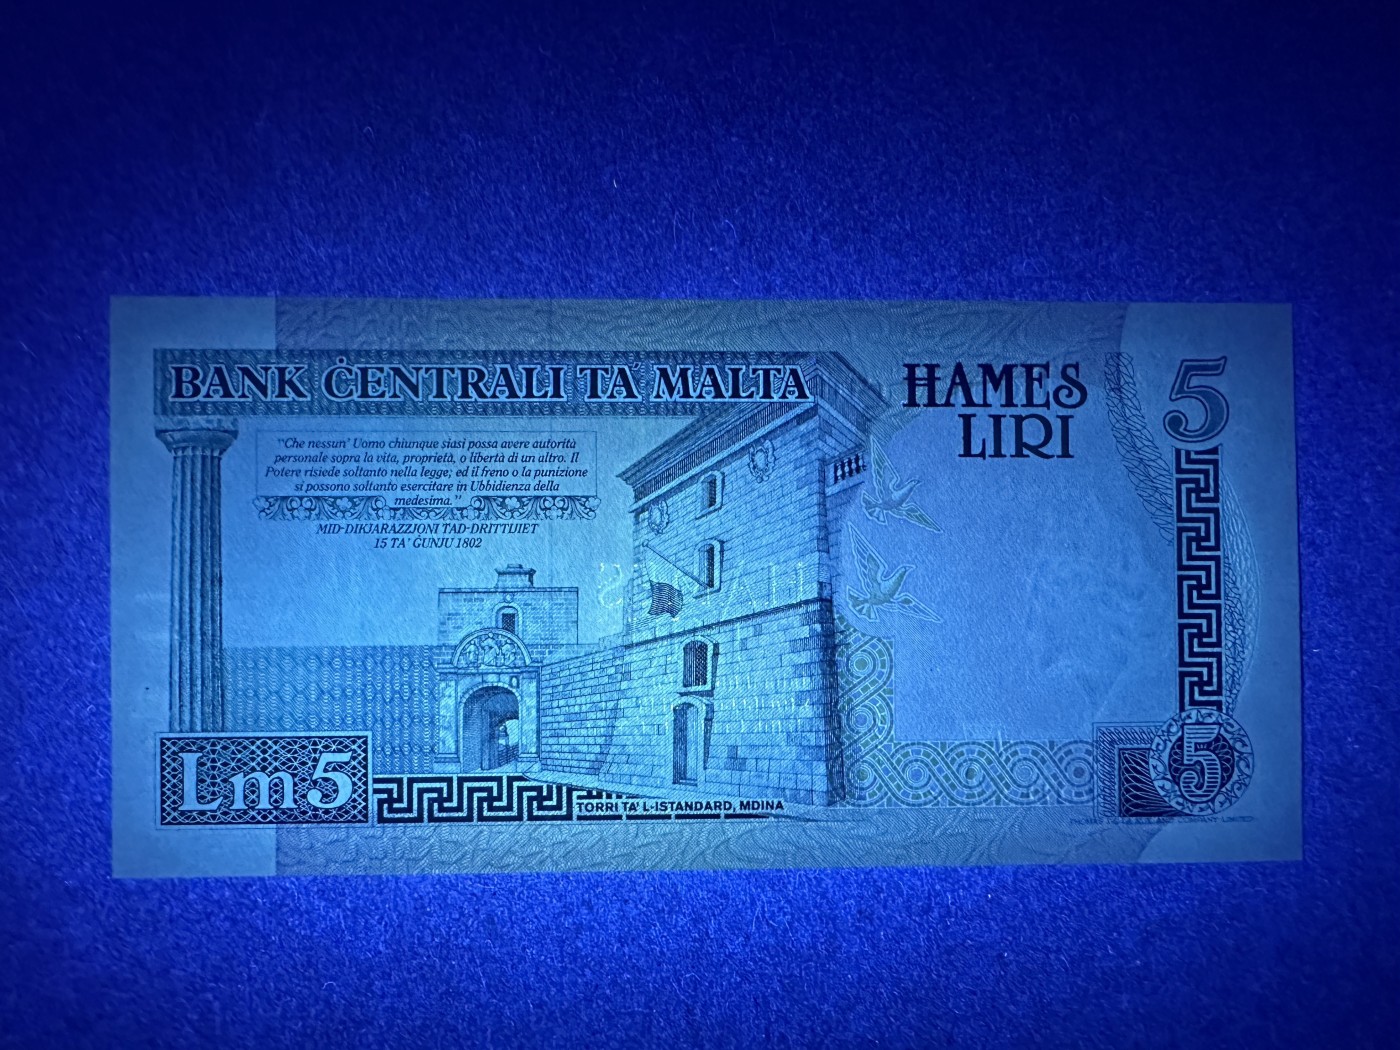 BANK ĊENTRALI TA' MALTA
"Che nessun' Uomo chiunque siasi possa avere autorità
personale sopra la vita, proprietà, o libertà di un altro. Il
Potere risiede soltanto nella legge; ed il freno o la punizione
si possono soltanto esercitare in Ubbidienza della
medesima."
MID-DIKJARAZZJONI TAD-DRITTIJIET
15 TA' ĠUNJU 1802
ĦAMES
LIRI
5
Lm5
TORRI TA' L-ISTANDARD, MDINA
5